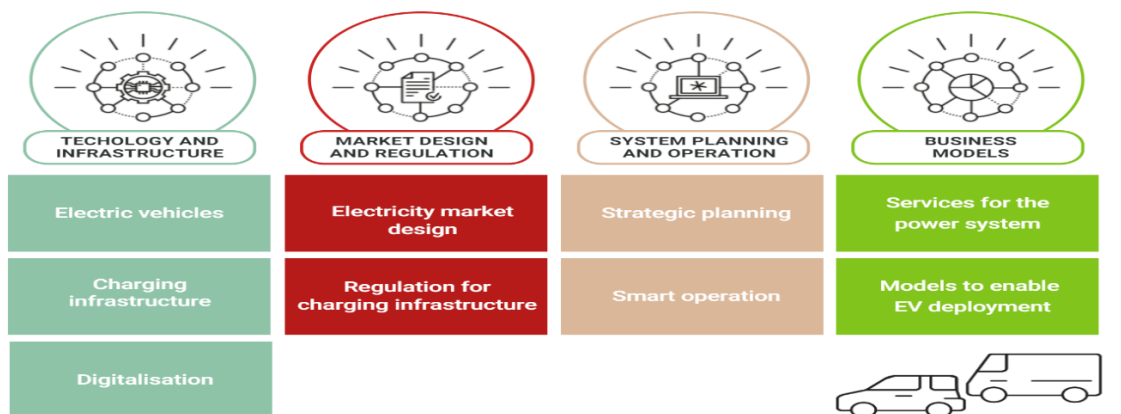 TECHOLOGY AND
INFRASTRUCTURE
MARKET DESIGN
AND REGULATION
SYSTEM PLANNING
AND OPERATION
BUSINESS
MODELS
Electric vehicles
Electricity market
design
Strategic planning
Services for the
power system
Charging
infrastructure
Regulation for
charging infrastructure
Smart operation
Models to enable
EV deployment
Digitalisation